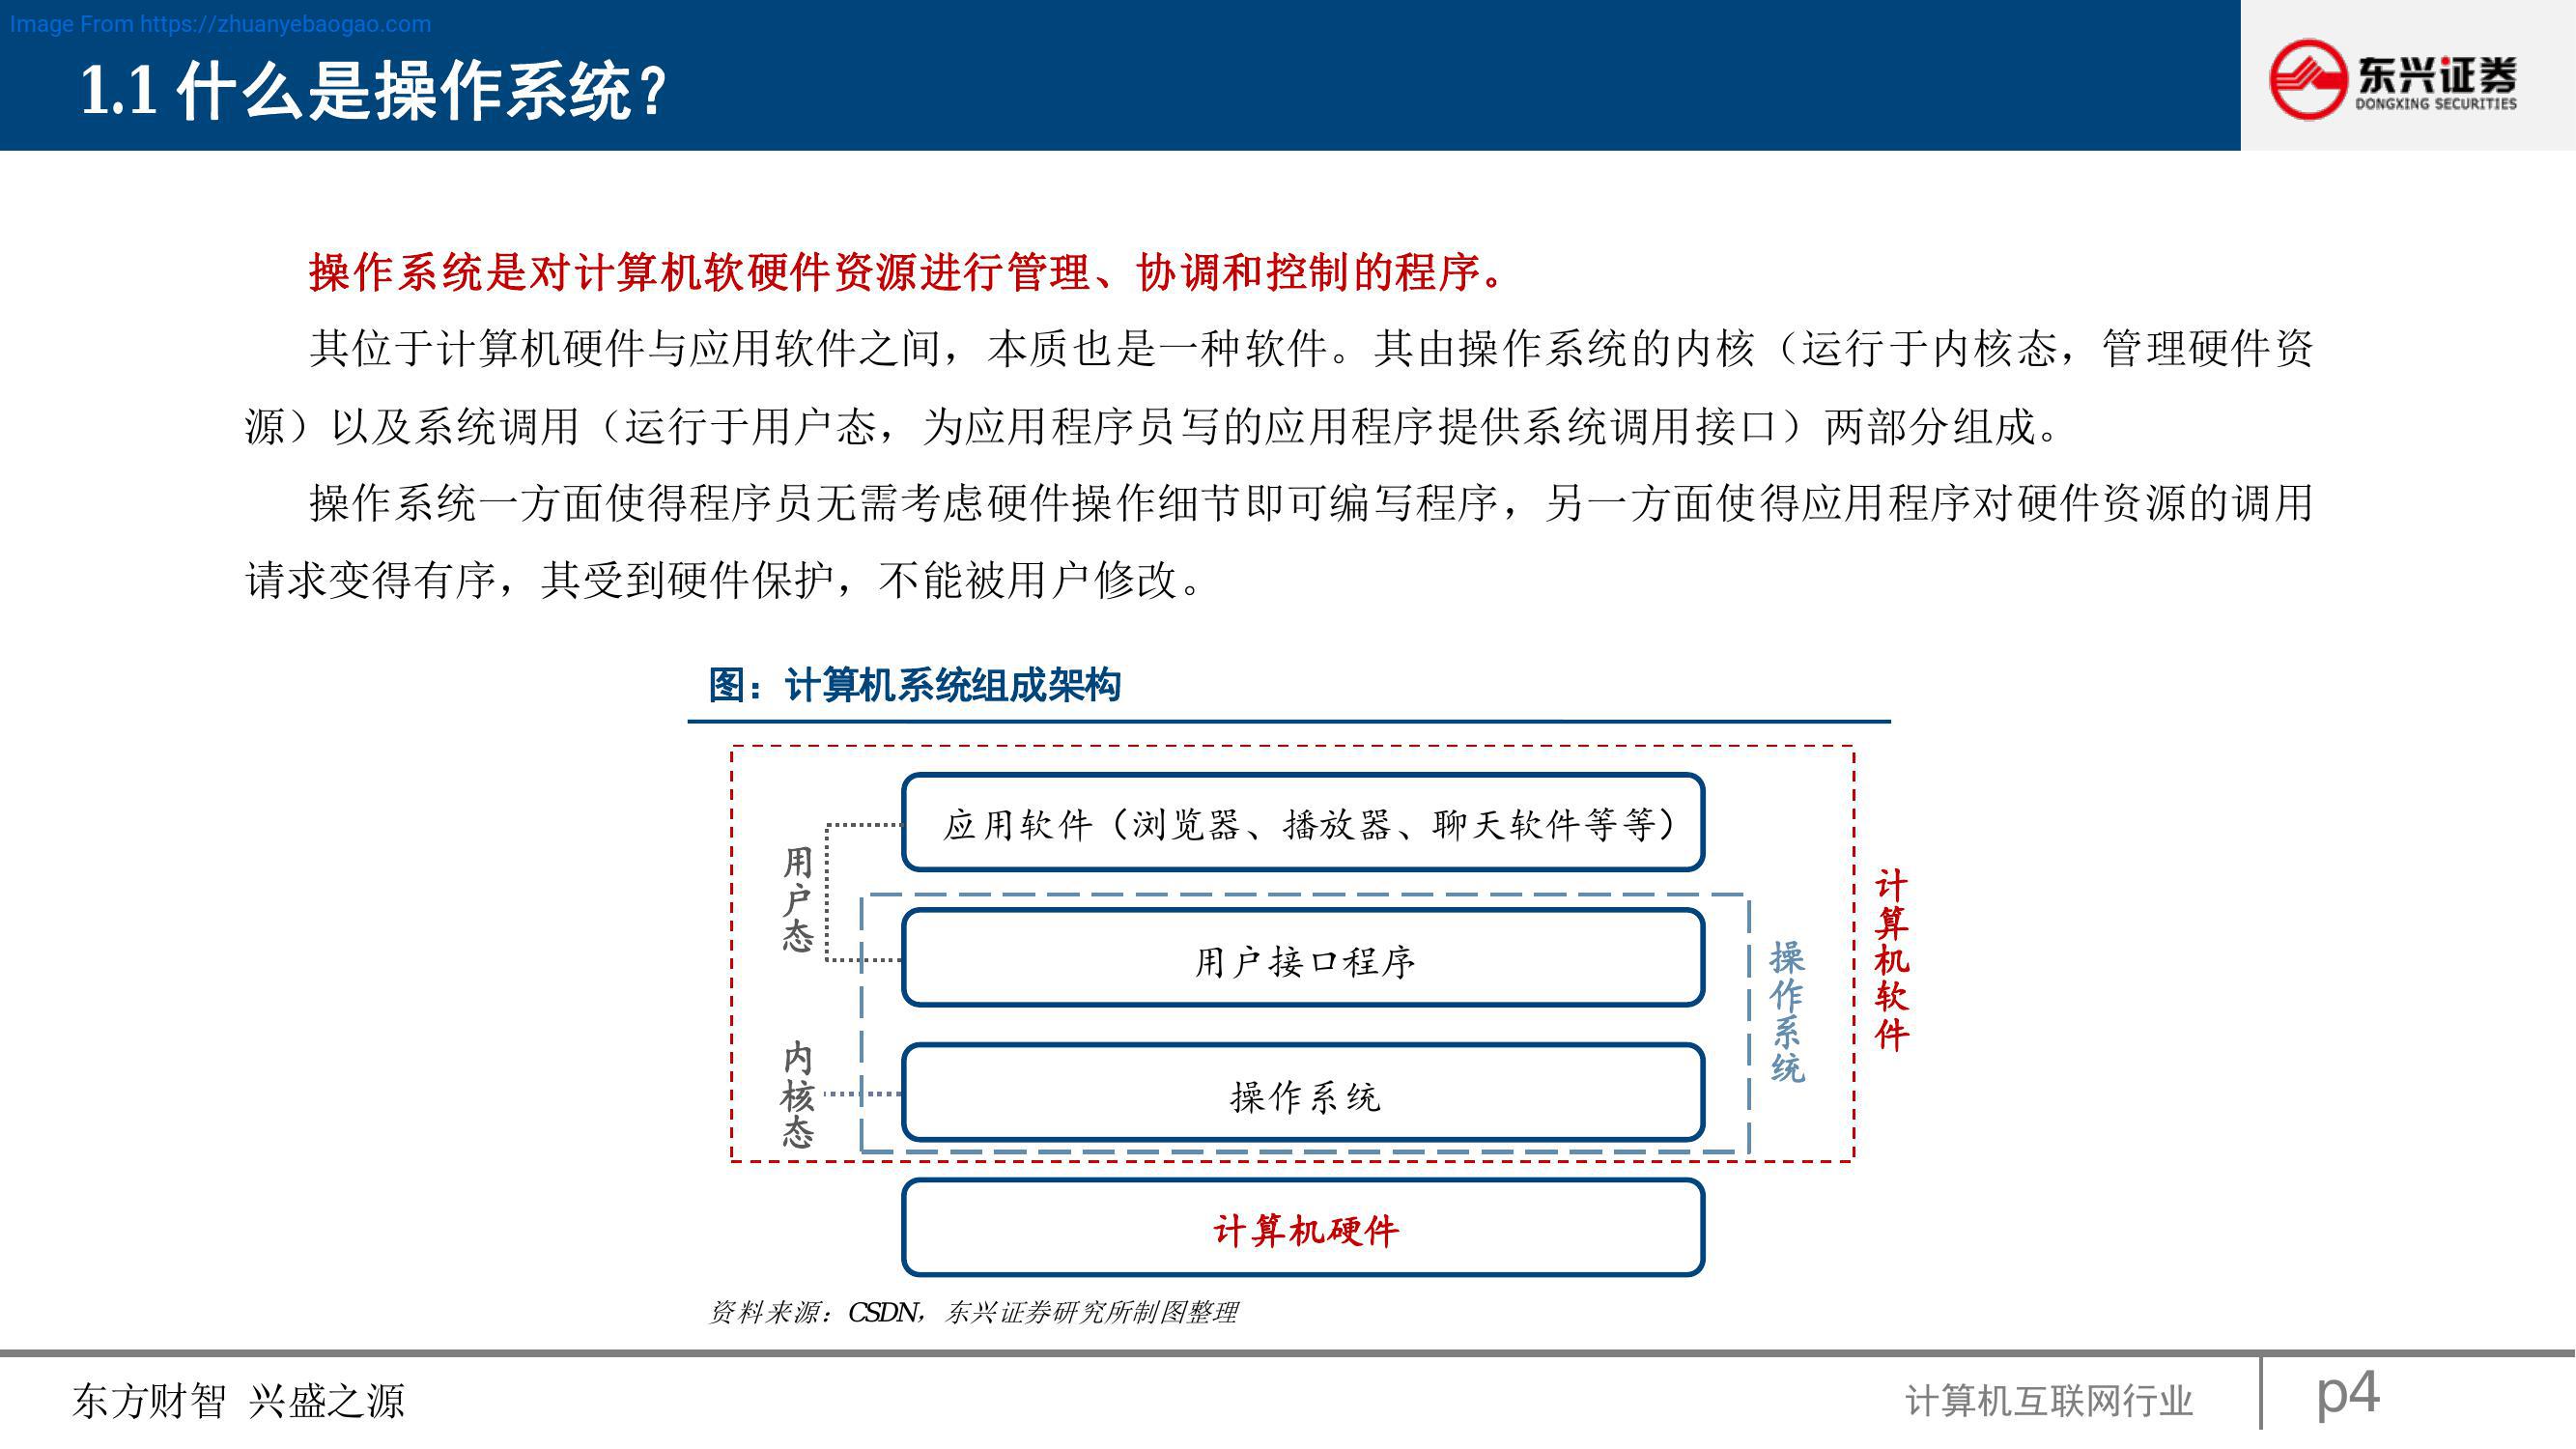 Image From https://zhuanyebaogao.com
1.1 什么是操作系统？
东兴证券
DONGXING SECURITIES
操作系统是对计算机软硬件资源进行管理、协调和控制的程序。
其位于计算机硬件与应用软件之间，本质也是一种软件。其由操作系统的内核（运行于内核态，管理硬件资
源）以及系统调用（运行于用户态，为应用程序员写的应用程序提供系统调用接口）两部分组成。
操作系统一方面使得程序员无需考虑硬件操作细节即可编写程序，另一方面使得应用程序对硬件资源的调用
请求变得有序，其受到硬件保护，不能被用户修改。
图：计算机系统组成架构
应用软件（浏览器、播放器、聊天软件等等）
用户态
用户接口程序
内核态
操作系统
操作系统
计算机软件
计算机硬件
资料来源：CSDN，东兴证券研究所制图整理
东方财智 兴盛之源
计算机互联网行业
p4